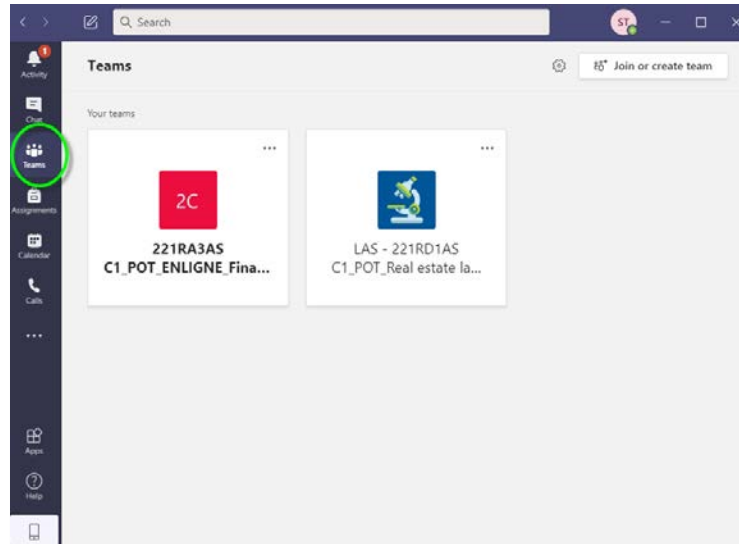 Search
ST
1
Activity
Chat
Teams
Assignments
Calendar
Calls
...
Apps
Help
Teams
Join or create team
Your teams
...
2C
221RA3AS
C1_POT_ENLIGNE_Fina...
...
LAS - 221RD1AS
C1_POT_Real estate la...